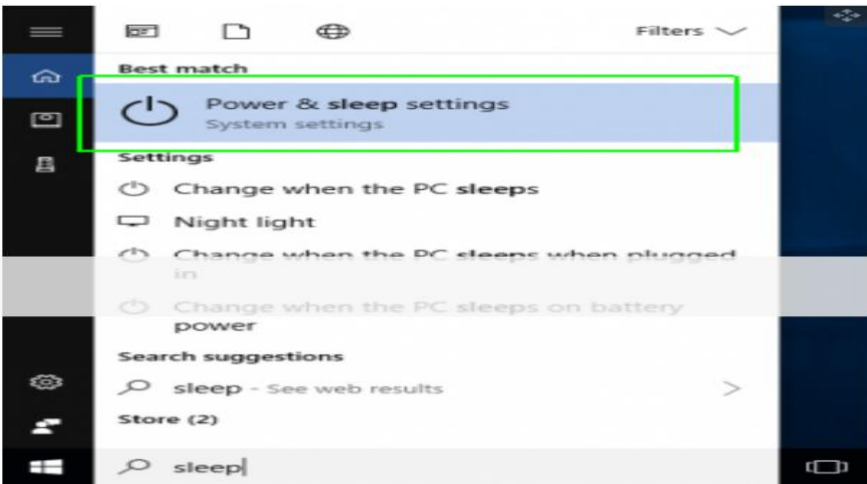 Filters
Best match
Power & sleep settings
System settings
Settings
Change when the PC sleeps
Night light
Change when the PC sleeps when plugged
in
Change when the PC sleeps on battery
power
Search suggestions
sleep - See web results
Store (2)
sleep